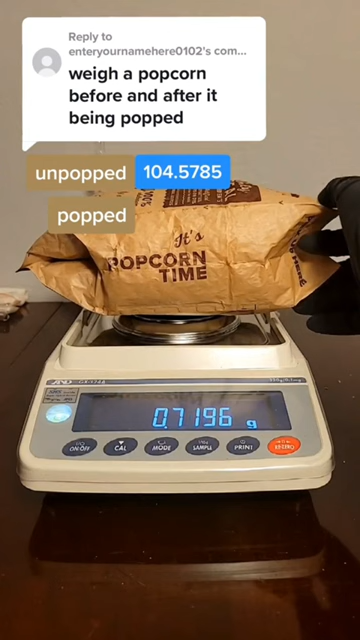 Reply to
enteryournamehere0102's com...
weigh a popcorn
before and after it
being popped
unpopped 104.5785
popped
It's
POPCORN
TIME
AND
0.7196 g
ON:OFF
CAL
MODE
SAMPLE
PRINT
RE-ZERO